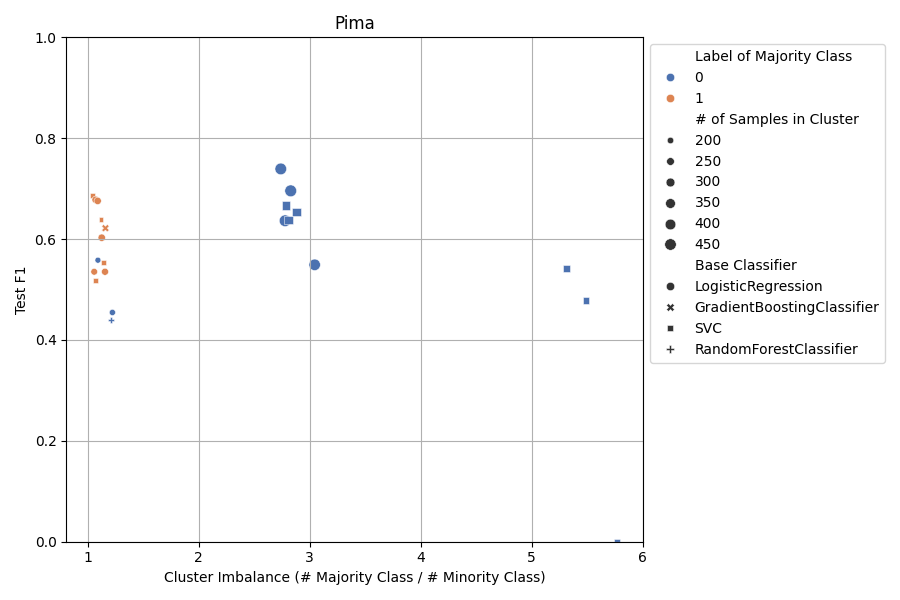 Pima
1.0
0.8
0.6
0.4
0.2
0.0
Test F1
1
2
3
4
5
6
Cluster Imbalance (# Majority Class / # Minority Class)
Label of Majority Class
0
1
# of Samples in Cluster
200
250
300
350
400
450
Base Classifier
LogisticRegression
GradientBoostingClassifier
SVC
RandomForestClassifier